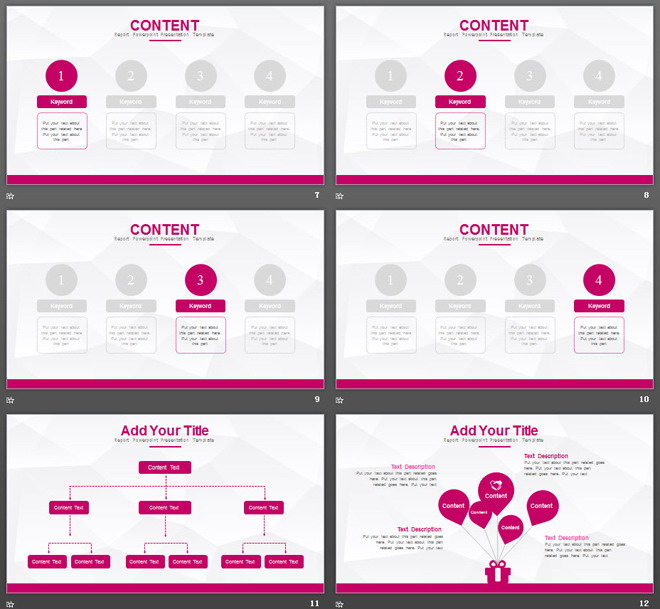 CONTENT
Report Powerpoint Presentation Template
1 2 3 4
Keyword Keyword Keyword Keyword
Put your text about Put your text about Put your text about Put your text about
this part related here. this part related here. this part related here. this part related here.
Put your text about Put your text about Put your text about Put your text about
this part this part this part this part
7
CONTENT
Report Powerpoint Presentation Template
1 2 3 4
Keyword Keyword Keyword Keyword
Put your text about Put your text about Put your text about Put your text about
this part related here. this part related here. this part related here. this part related here.
Put your text about Put your text about Put your text about Put your text about
this part this part this part this part
8
CONTENT
Report Powerpoint Presentation Template
1 2 3 4
Keyword Keyword Keyword Keyword
Put your text about Put your text about Put your text about Put your text about
this part related here. this part related here. this part related here. this part related here.
Put your text about Put your text about Put your text about Put your text about
this part this part this part this part
9
CONTENT
Report Powerpoint Presentation Template
1 2 3 4
Keyword Keyword Keyword Keyword
Put your text about Put your text about Put your text about Put your text about
this part related here. this part related here. this part related here. this part related here.
Put your text about Put your text about Put your text about Put your text about
this part this part this part this part
10
Add Your Title
Report Powerpoint Presentation Template
Content Text
Content Text Content Text Content Text
Content Text Content Text Content Text Content Text Content Text Content Text
11
Add Your Title
Report Powerpoint Presentation Template
Text Description
Put your text about this part related goes
here. Put your text about this part
related goes here. Put your text
Text Description
Put your text about this part related goes
here. Put your text about this part
related goes here. Put your text
Content
Content
Content
Content
Content
Text Description
Put your text about this part related goes
here. Put your text about this part
related goes here. Put your text
Text Description
Put your text about this part related goes
here. Put your text about this part
related goes here. Put your text
12